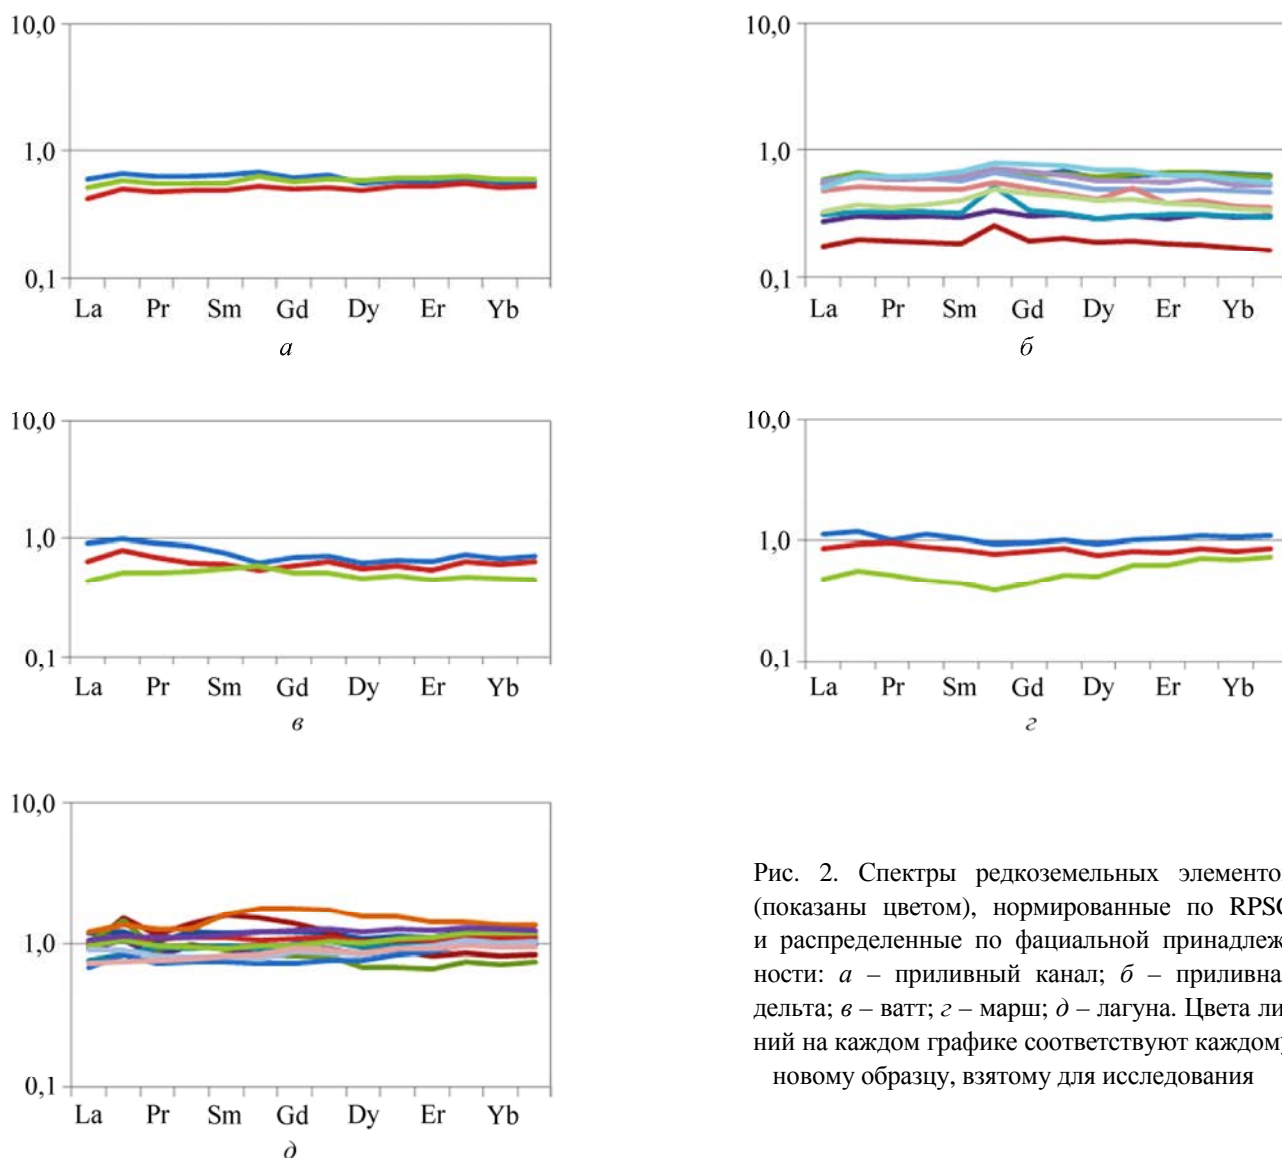 10,0
1,0
0,1
La Pr Sm Gd Dy Er Yb
а
10,0
1,0
0,1
La Pr Sm Gd Dy Er Yb
б
10,0
1,0
0,1
La Pr Sm Gd Dy Er Yb
в
10,0
1,0
0,1
La Pr Sm Gd Dy Er Yb
г
10,0
1,0
0,1
La Pr Sm Gd Dy Er Yb
д
Рис. 2. Спектры редкоземельных элементо
(показаны цветом), нормированные по RPSC
и распределенные по фациальной принадлеж
ности: а – приливный канал; б – приливна
дельта; в – ватт; г – марш; д – лагуна. Цвета ли
ний на каждом графике соответствуют каждому
новому образцу, взятому для исследования